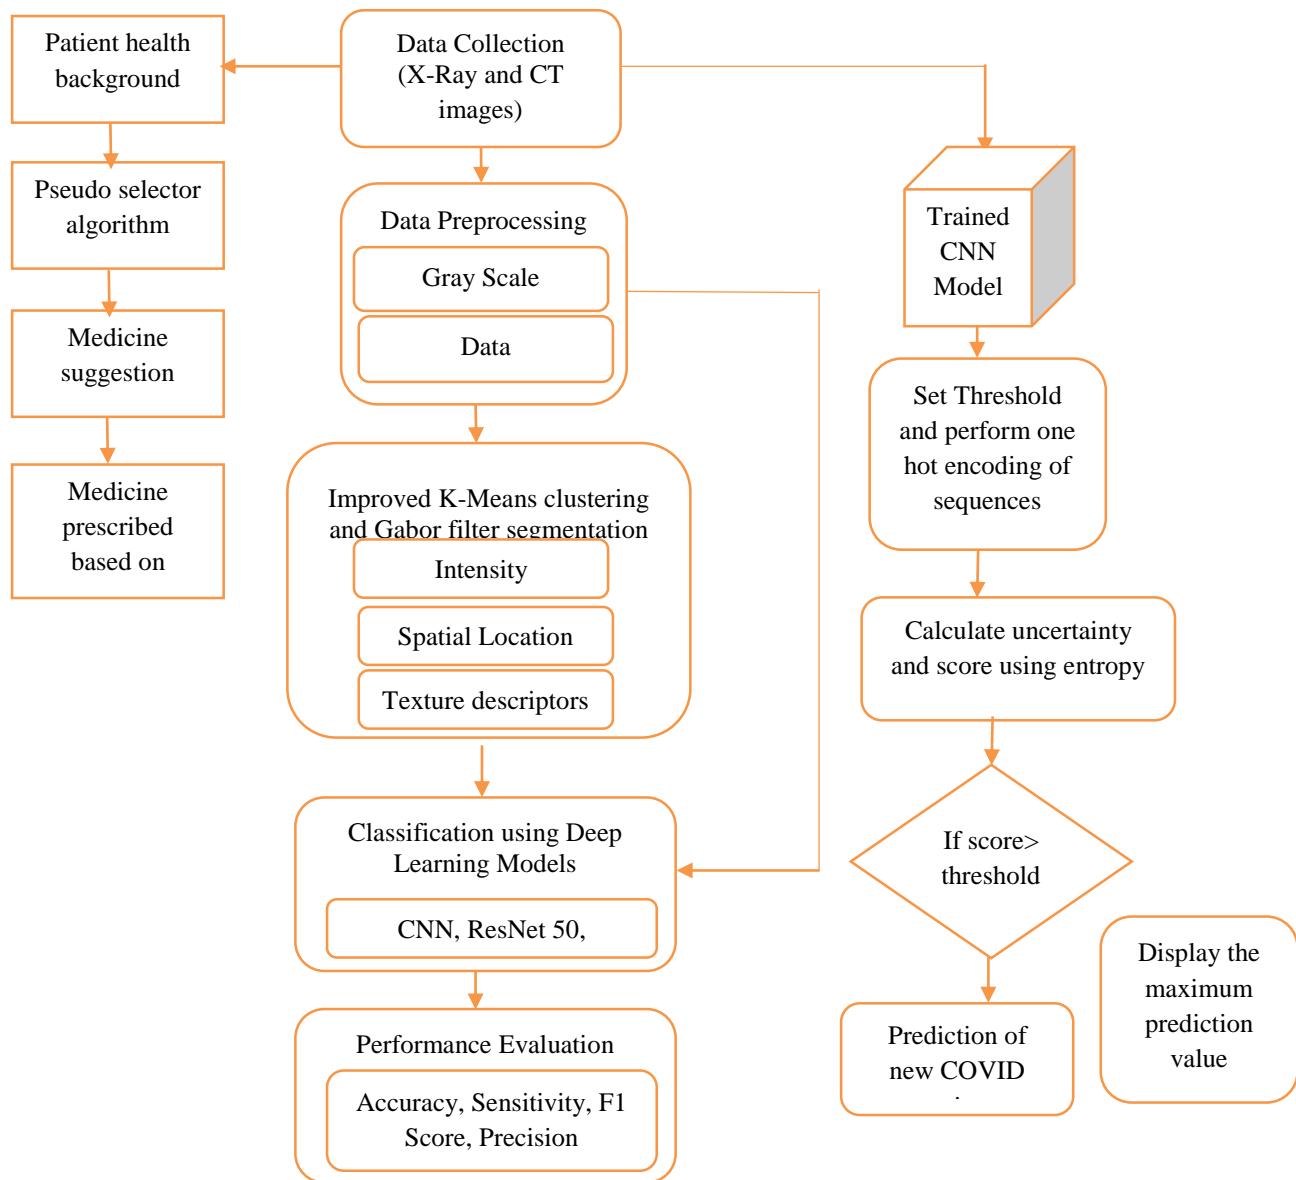 Patient health
background
Pseudo selector
algorithm
Medicine
suggestion
Medicine
prescribed
based on
Data Collection
(X-Ray and CT
images)
Data Preprocessing
Gray Scale
Data
Improved K-Means clustering
and Gabor filter segmentation
Intensity
Spatial Location
Texture descriptors
Classification using Deep
Learning Models
CNN, ResNet 50,
Performance Evaluation
Accuracy, Sensitivity, F1
Score, Precision
Trained
CNN
Model
Set Threshold
and perform one
hot encoding of
sequences
Calculate uncertainty
and score using entropy
If score>
threshold
Prediction of
new COVID
Display the
maximum
prediction
value